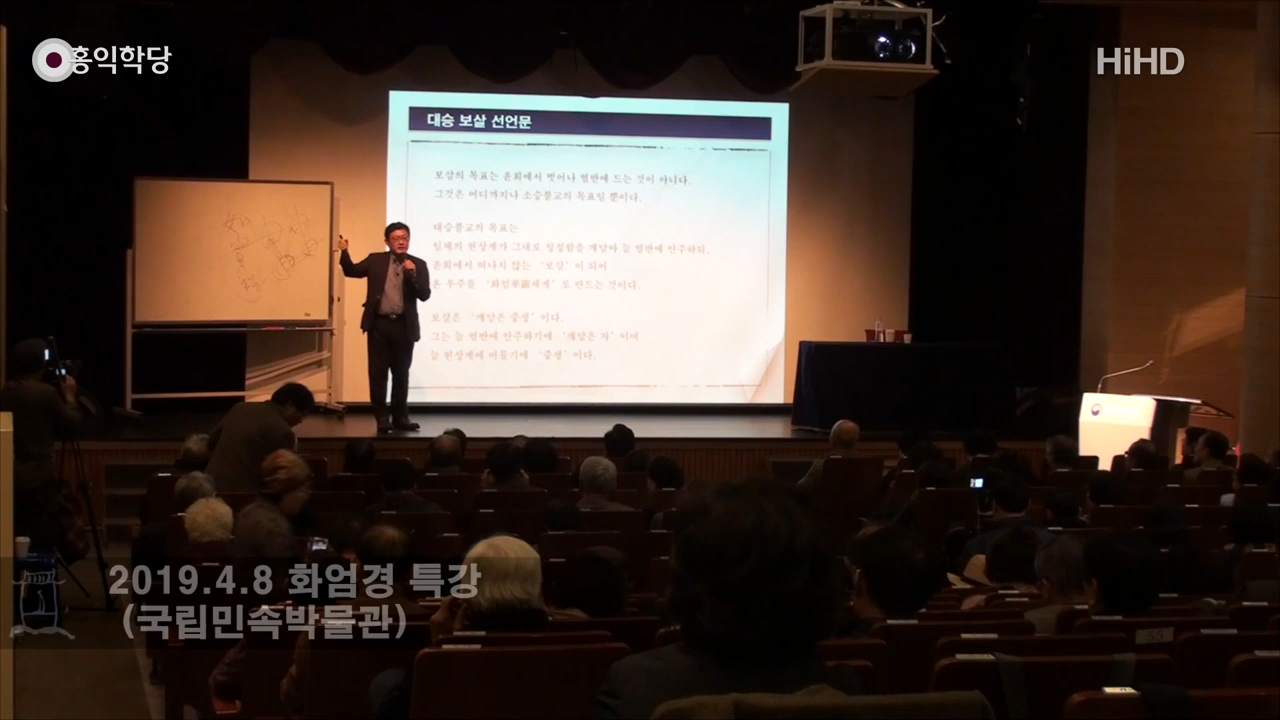 홍익학당
HiHD
대승 보살 선언문
보살의 목표는 윤회에서 벗어나 열반에 드는 것이 아니다.
그것은 어디까지나 소승불교의 목표일 뿐이다.
대승불교의 목표는
일체의 현상계가 그대로 청정함을 깨달아 늘 열반에 안주하되,
윤회에서 떠나지 않는 ‘보살’이 되어
온 우주를 ‘화엄華嚴세계’로 만드는 것이다.
보살은 ‘깨달은 중생’이다.
그는 늘 열반에 안주하기에 ‘깨달은 자’이며
늘 현상계에 머물기에 ‘중생’이다.
2019.4.8 화엄경 특강
(국립민속박물관)
55